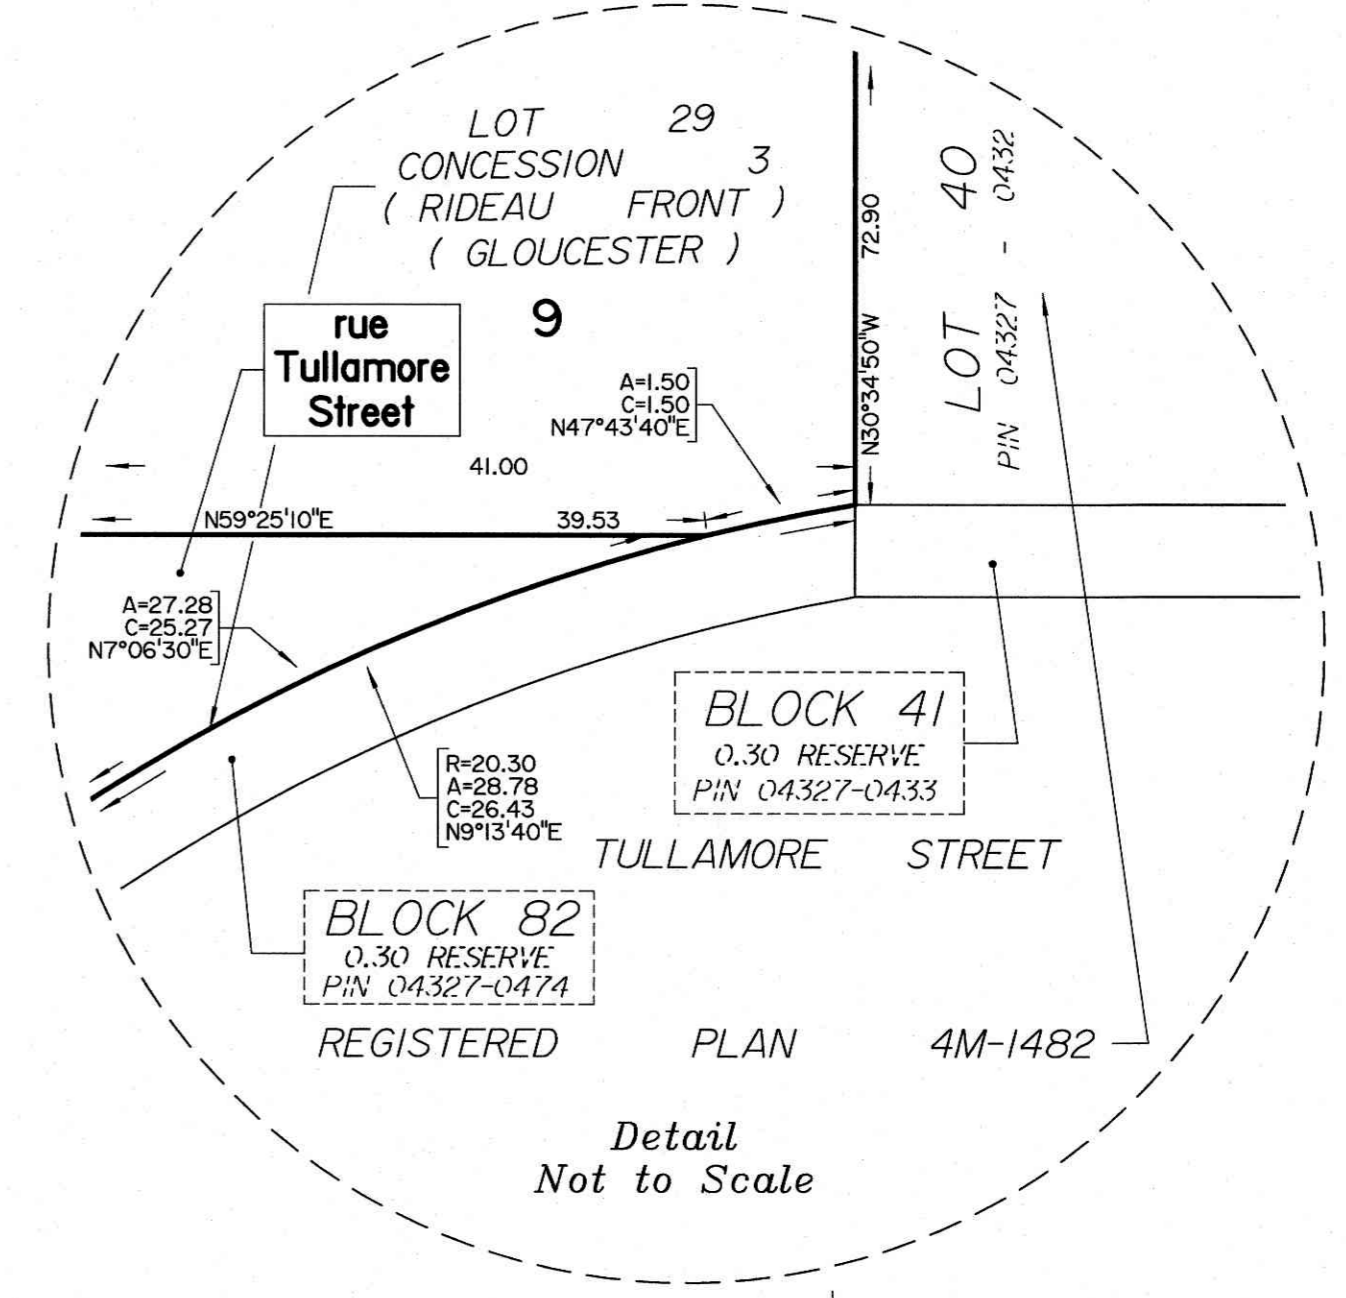 LOT 29
CONCESSION 3
( RIDEAU FRONT )
( GLOUCESTER )
9
rue
Tullamore
Street
72.90
N30°34'50"W
LOT 40
PIN 04327 - 0432
A=1.50
C=1.50
N47°43'40"E
41.00
N59°25'10"E
39.53
A=27.28
C=25.27
N7°06'30"E
R=20.30
A=28.78
C=26.43
N9°13'40"E
BLOCK 41
0.30 RESERVE
PIN 04327-0433
TULLAMORE STREET
BLOCK 82
0.30 RESERVE
PIN 04327-0474
REGISTERED PLAN 4M-1482
Detail
Not to Scale